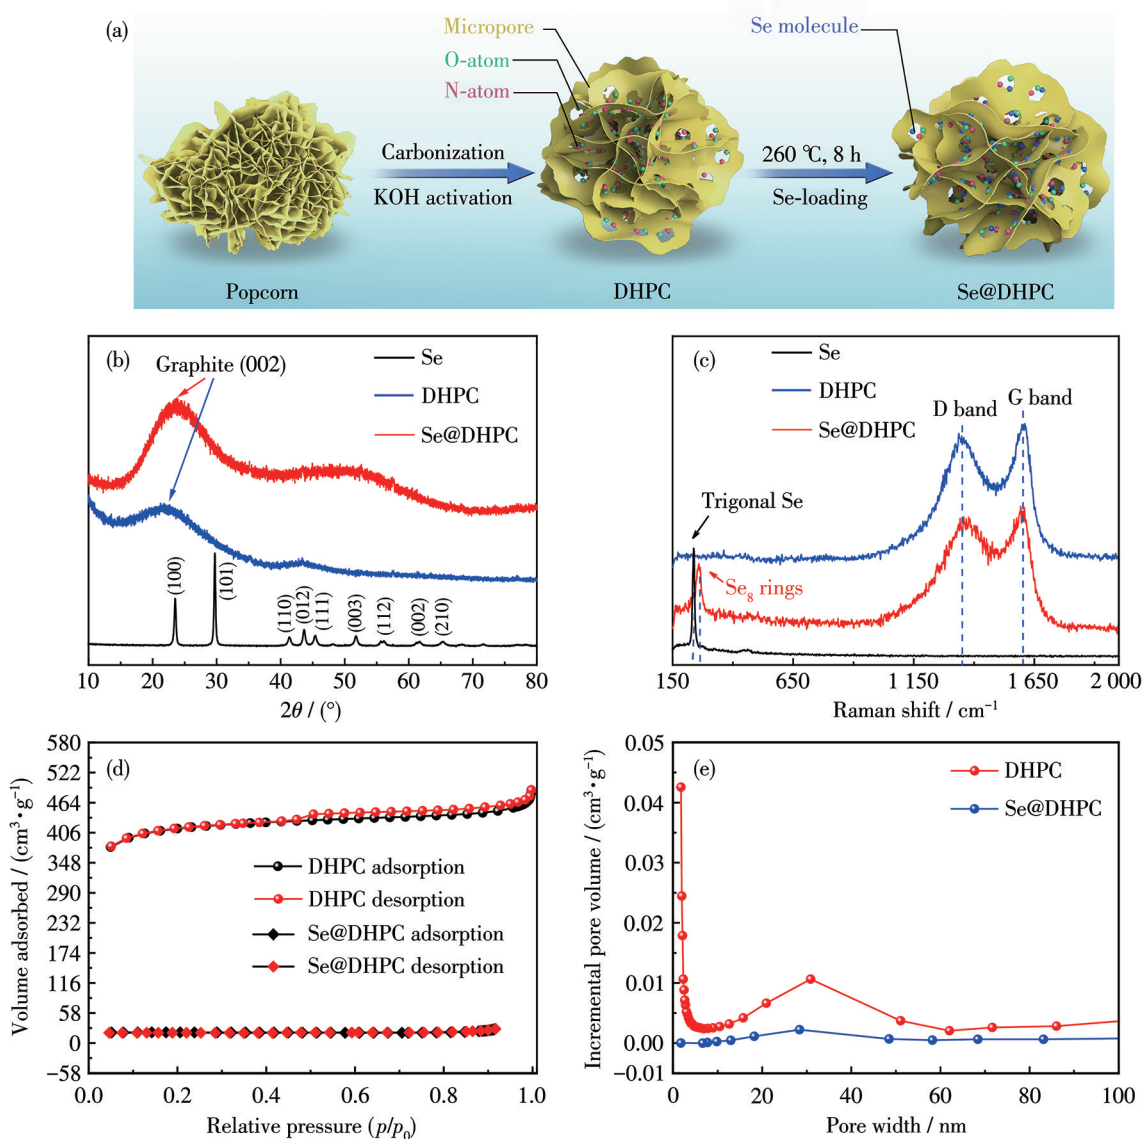 (a)
Micropore
O-atom
N-atom
Se molecule
Carbonization
KOH activation
260 ℃, 8 h
Se-loading
Popcorn
DHPC
Se@DHPC
(b)
Graphite (002)
Se
DHPC
Se@DHPC
(100)
(101)
(110)
(012)
(111)
(003)
(112)
(002)
(210)
10 20 30 40 50 60 70 80
2θ / (°)
(c)
Se
DHPC
Se@DHPC
D band
G band
Trigonal Se
Se₈ rings
150 650 1 150 1 650 2 000
Raman shift / cm⁻¹
(d)
Volume adsorbed / (cm³•g⁻¹)
580
522
464
406
348
290
232
174
116
58
0
−58
DHPC adsorption
DHPC desorption
Se@DHPC adsorption
Se@DHPC desorption
0.0 0.2 0.4 0.6 0.8 1.0
Relative pressure (p/p₀)
(e)
Incremental pore volume / (cm³•g⁻¹)
0.05
0.04
0.03
0.02
0.01
0.00
−0.01
DHPC
Se@DHPC
0 20 40 60 80 100
Pore width / nm